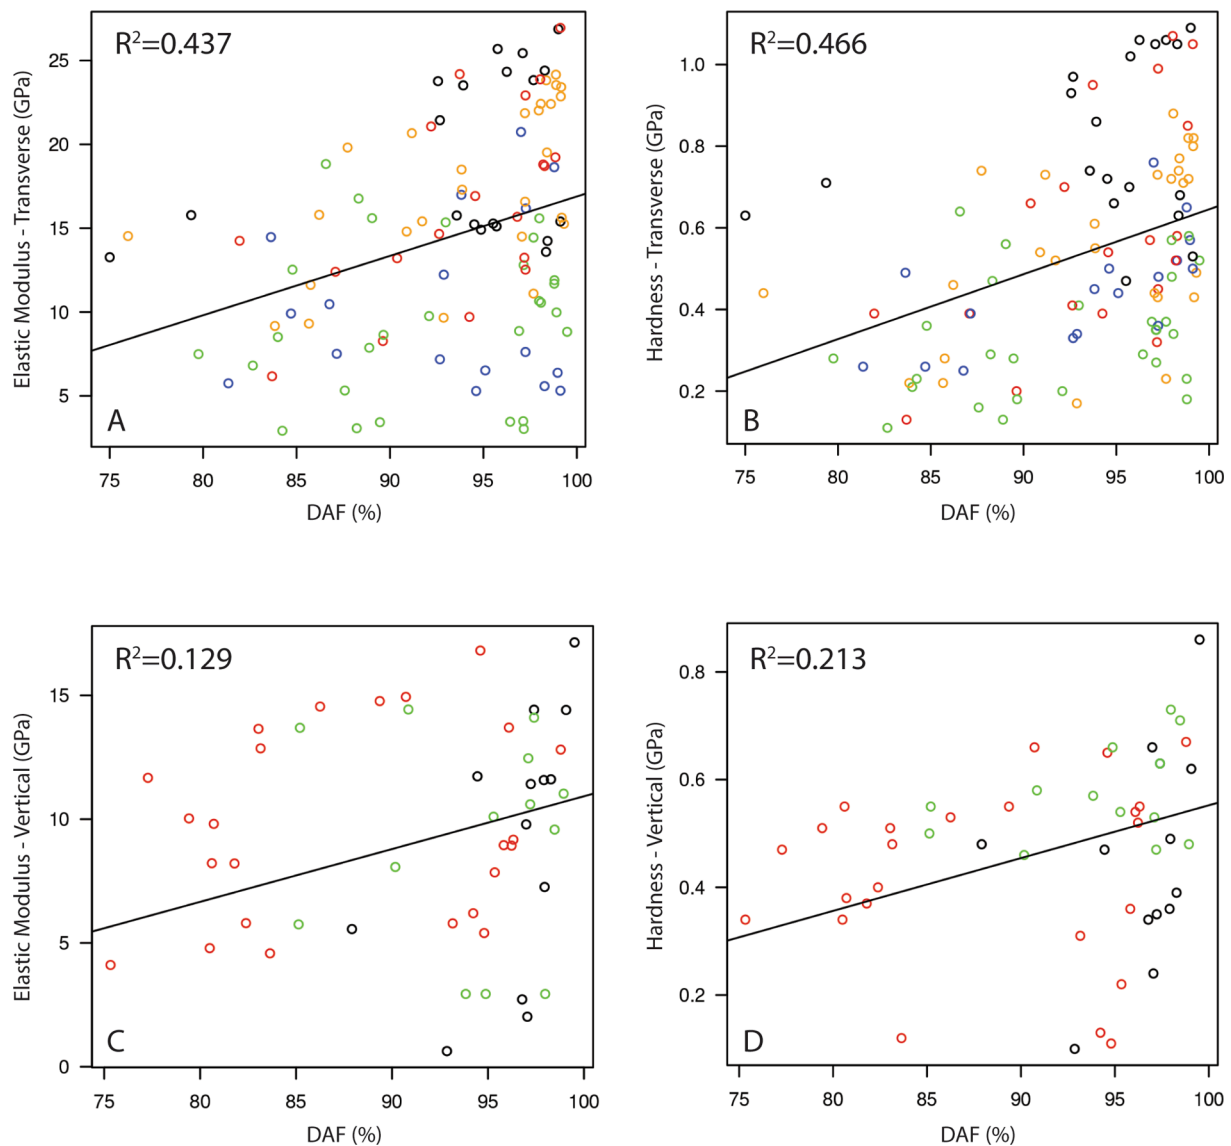 R²=0.437
Elastic Modulus - Transverse (GPa)
25
20
15
10
5
A
75 80 85 90 95 100
DAF (%)
R²=0.466
Hardness - Transverse (GPa)
1.0
0.8
0.6
0.4
0.2
B
75 80 85 90 95 100
DAF (%)
R²=0.129
Elastic Modulus - Vertical (GPa)
15
10
5
0
C
75 80 85 90 95 100
DAF (%)
R²=0.213
Hardness - Vertical (GPa)
0.8
0.6
0.4
0.2
D
75 80 85 90 95 100
DAF (%)